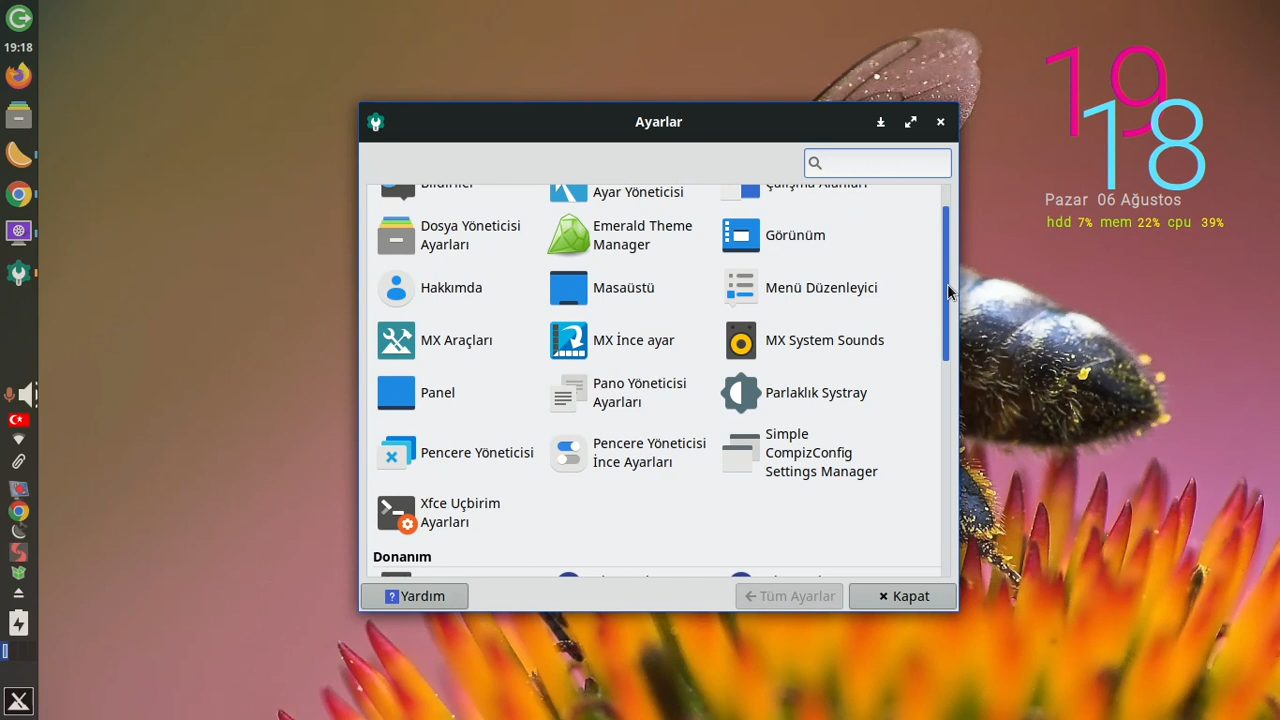 19:18
Ayarlar
Bildirimler
Ayar Yöneticisi
Çalışma Alanları
Dosya Yöneticisi
Ayarları
Emerald Theme
Manager
Görünüm
Hakkımda
Masaüstü
Menü Düzenleyici
MX Araçları
MX İnce ayar
MX System Sounds
Panel
Pano Yöneticisi
Ayarları
Parlaklık Systray
Pencere Yöneticisi
Pencere Yöneticisi
İnce Ayarları
Simple
CompizConfig
Settings Manager
Xfce Uçbirim
Ayarları
Donanım
Yardım
Tüm Ayarlar
Kapat
19
18
Pazar 06 Ağustos
hdd 7% mem 22% cpu 39%